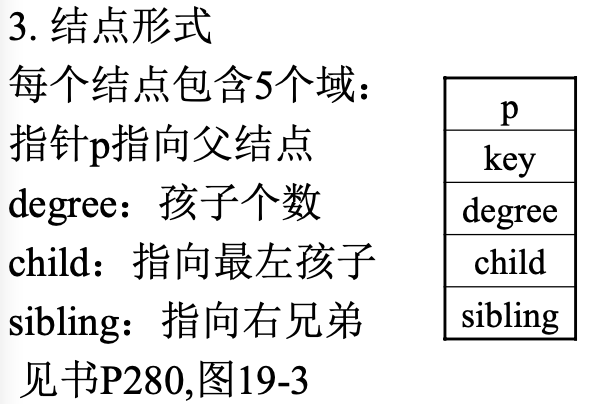 3. 结点形式
每个结点包含5个域：
指针p指向父结点
degree：孩子个数
child：指向最左孩子
sibling：指向右兄弟
见书P280,图19-3
p
key
degree
child
sibling